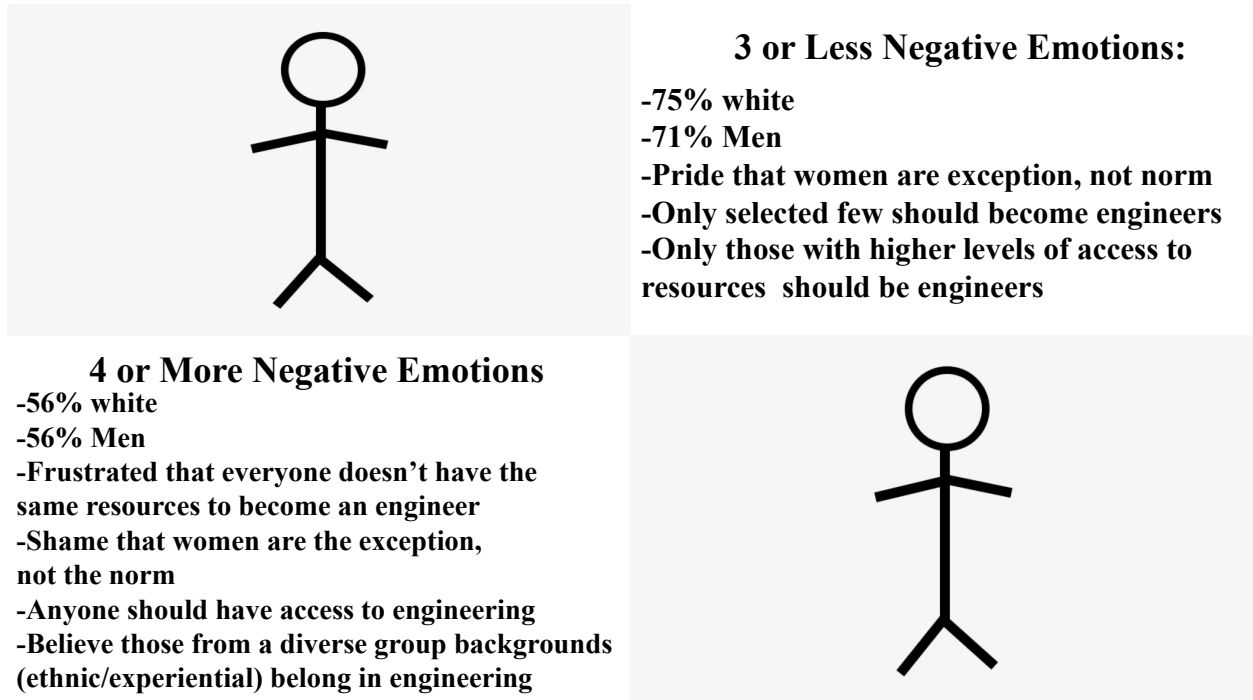 3 or Less Negative Emotions:
-75% white
-71% Men
-Pride that women are exception, not norm
-Only selected few should become engineers
-Only those with higher levels of access to
resources should be engineers
4 or More Negative Emotions
-56% white
-56% Men
-Frustrated that everyone doesn't have the
same resources to become an engineer
-Shame that women are the exception,
not the norm
-Anyone should have access to engineering
-Believe those from a diverse group backgrounds
(ethnic/experiential) belong in engineering